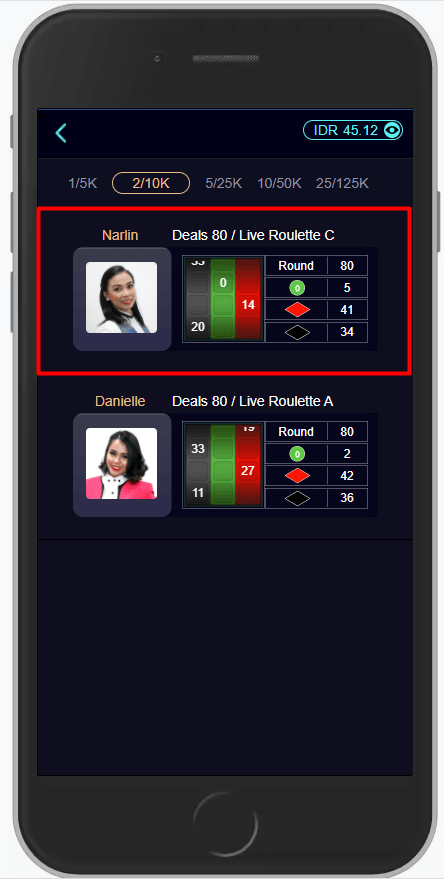 IDR 45.12
1/5K 2/10K 5/25K 10/50K 25/125K
Narlin Deals 80 / Live Roulette C
33 Round 80
0 0 5
14 41
20 34
Danielle Deals 80 / Live Roulette A
19 Round 80
33 0 2
27 42
11 36